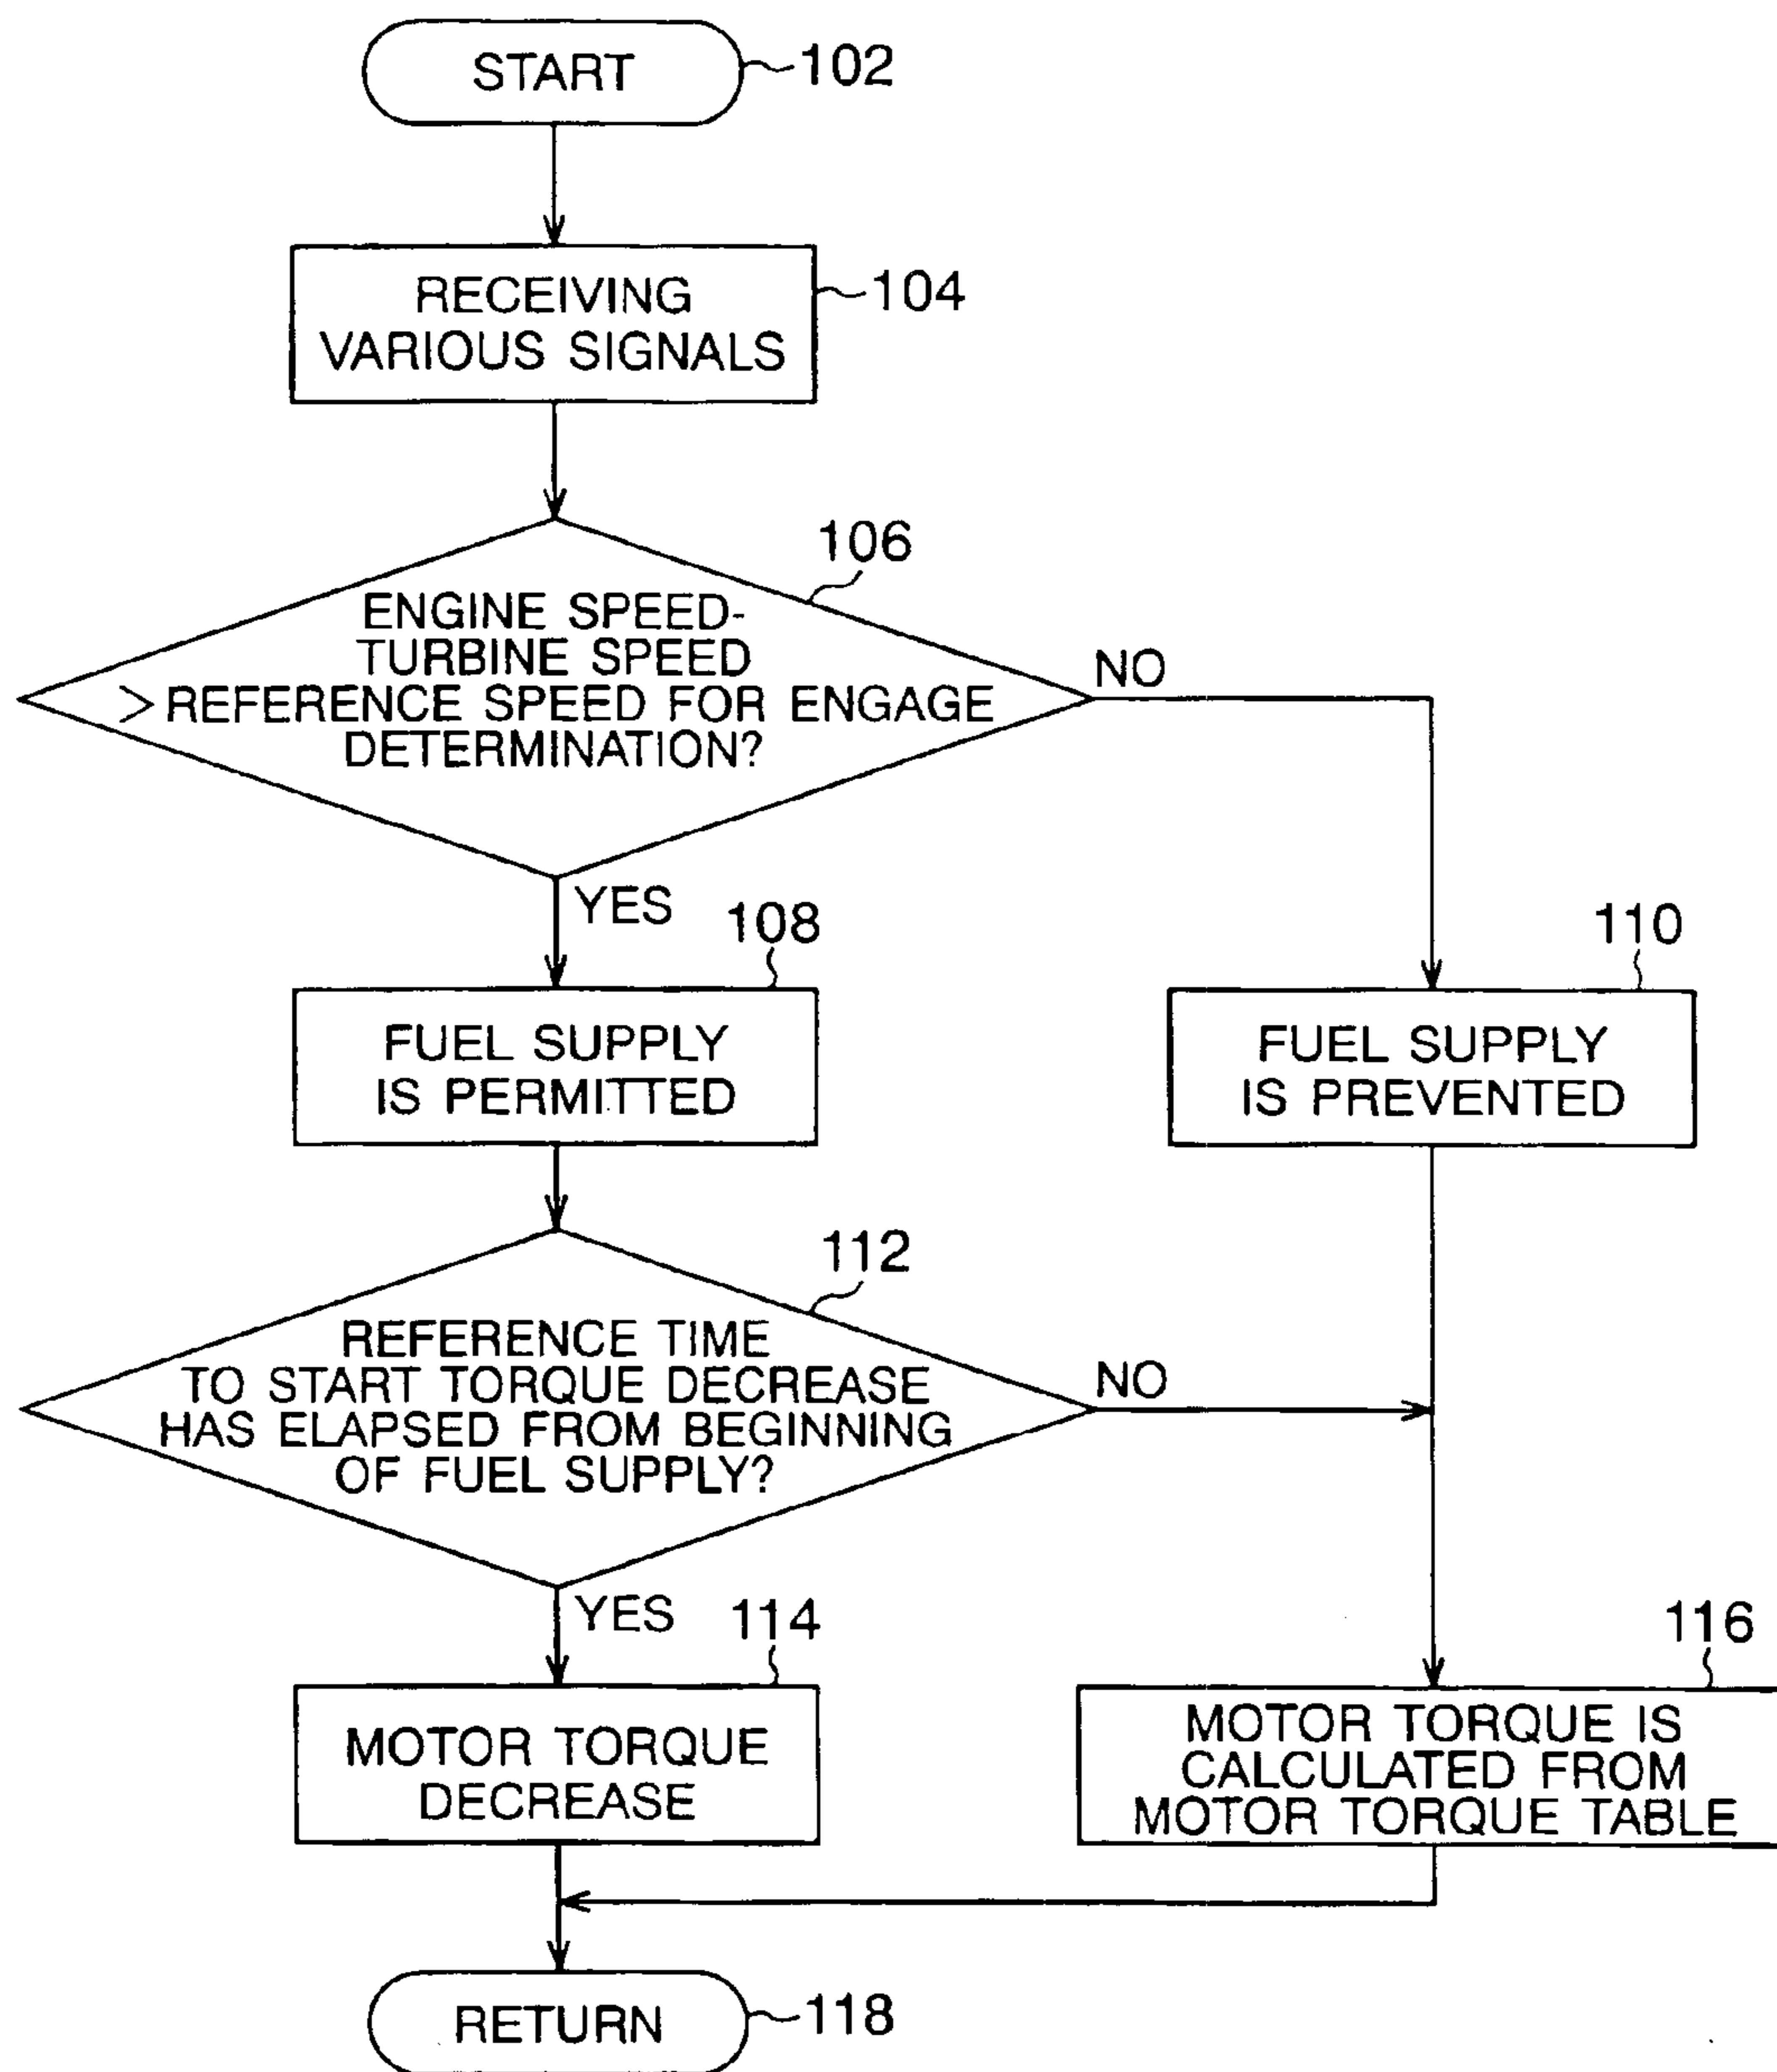 START
102
RECEIVING
VARIOUS SIGNALS
104
106
ENGINE SPEED-
TURBINE SPEED
>REFERENCE SPEED FOR ENGAGE
DETERMINATION?
NO
YES
108
110
FUEL SUPPLY
IS PERMITTED
FUEL SUPPLY
IS PREVENTED
112
REFERENCE TIME
TO START TORQUE DECREASE
HAS ELAPSED FROM BEGINNING
OF FUEL SUPPLY?
NO
YES
114
116
MOTOR TORQUE
DECREASE
MOTOR TORQUE IS
CALCULATED FROM
MOTOR TORQUE TABLE
RETURN
118